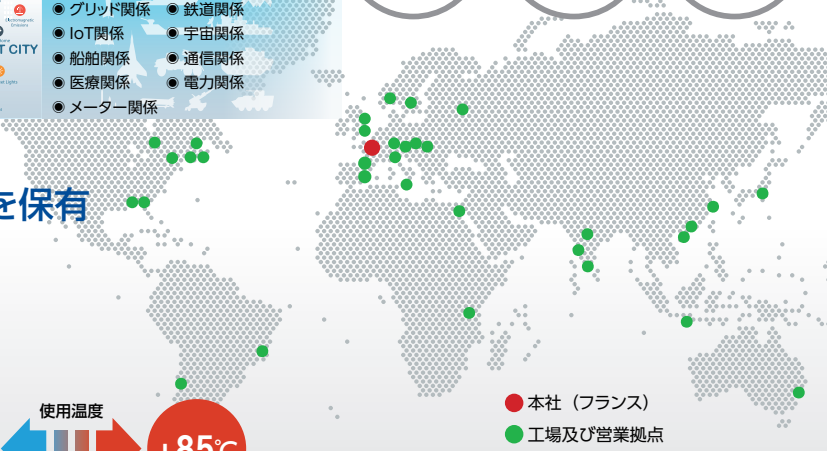 ◉ グリッド関係 ◉ 鉄道関係
◉ IoT関係 ◉ 宇宙関係
T CITY
◉ 船舶関係 ◉ 通信関係
◉ 医療関係 ◉ 電力関係
◉ メーター関係
を保有
使用温度
+85℃
本社（フランス）
工場及び営業拠点